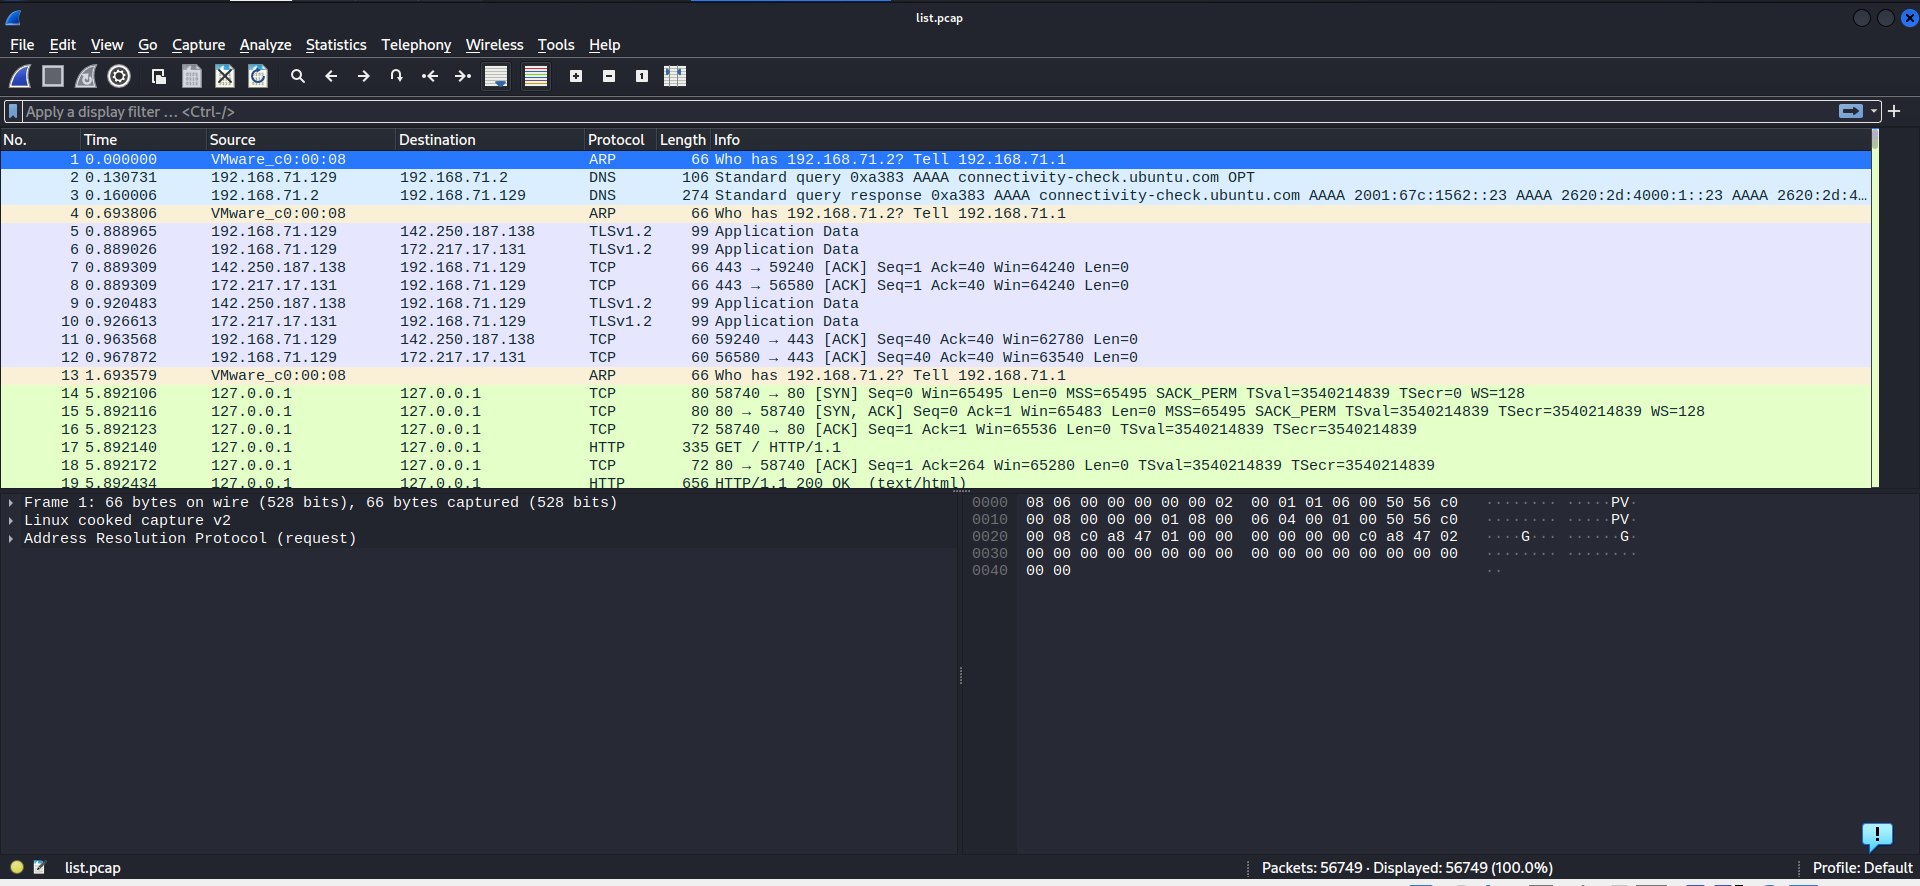 list.pcap
File Edit View Go Capture Analyze Statistics Telephony Wireless Tools Help
Apply a display filter … <Ctrl-/>
No. Time Source Destination Protocol Length Info
1 0.000000 VMware_c0:00:08 ARP 66 Who has 192.168.71.2? Tell 192.168.71.1
2 0.130731 192.168.71.129 192.168.71.2 DNS 106 Standard query 0xa383 AAAA connectivity-check.ubuntu.com OPT
3 0.160006 192.168.71.2 192.168.71.129 DNS 274 Standard query response 0xa383 AAAA connectivity-check.ubuntu.com AAAA 2001:67c:1562::23 AAAA 2620:2d:4000:1::23 AAAA 2620:2d:4…
4 0.693806 VMware_c0:00:08 ARP 66 Who has 192.168.71.2? Tell 192.168.71.1
5 0.888965 192.168.71.129 142.250.187.138 TLSv1.2 99 Application Data
6 0.889026 192.168.71.129 172.217.17.131 TLSv1.2 99 Application Data
7 0.889309 142.250.187.138 192.168.71.129 TCP 66 443 → 59240 [ACK] Seq=1 Ack=40 Win=64240 Len=0
8 0.889309 172.217.17.131 192.168.71.129 TCP 66 443 → 56580 [ACK] Seq=1 Ack=40 Win=64240 Len=0
9 0.920483 142.250.187.138 192.168.71.129 TLSv1.2 99 Application Data
10 0.926613 172.217.17.131 192.168.71.129 TLSv1.2 99 Application Data
11 0.963568 192.168.71.129 142.250.187.138 TCP 60 59240 → 443 [ACK] Seq=40 Ack=40 Win=62780 Len=0
12 0.967872 192.168.71.129 172.217.17.131 TCP 60 56580 → 443 [ACK] Seq=40 Ack=40 Win=63540 Len=0
13 1.693579 VMware_c0:00:08 ARP 66 Who has 192.168.71.2? Tell 192.168.71.1
14 5.892106 127.0.0.1 127.0.0.1 TCP 80 58740 → 80 [SYN] Seq=0 Win=65495 Len=0 MSS=65495 SACK_PERM TSval=3540214839 TSecr=0 WS=128
15 5.892116 127.0.0.1 127.0.0.1 TCP 80 80 → 58740 [SYN, ACK] Seq=0 Ack=1 Win=65483 Len=0 MSS=65495 SACK_PERM TSval=3540214839 TSecr=3540214839 WS=128
16 5.892123 127.0.0.1 127.0.0.1 TCP 72 58740 → 80 [ACK] Seq=1 Ack=1 Win=65536 Len=0 TSval=3540214839 TSecr=3540214839
17 5.892140 127.0.0.1 127.0.0.1 HTTP 335 GET / HTTP/1.1
18 5.892172 127.0.0.1 127.0.0.1 TCP 72 80 → 58740 [ACK] Seq=1 Ack=264 Win=65280 Len=0 TSval=3540214839 TSecr=3540214839
19 5.892434 127.0.0.1 127.0.0.1 HTTP 656 HTTP/1.1 200 OK (text/html)
Frame 1: 66 bytes on wire (528 bits), 66 bytes captured (528 bits)
Linux cooked capture v2
Address Resolution Protocol (request)
0000 08 06 00 00 00 00 00 02 00 01 01 06 00 50 56 c0 ········ ·····PV·
0010 00 08 00 00 00 01 08 00 06 04 00 01 00 50 56 c0 ········ ·····PV·
0020 00 08 c0 a8 47 01 00 00 00 00 00 00 c0 a8 47 02 ····G··· ······G·
0030 00 00 00 00 00 00 00 00 00 00 00 00 00 00 00 00 ········ ········
0040 00 00 ··
list.pcap
Packets: 56749 · Displayed: 56749 (100.0%)
Profile: Default